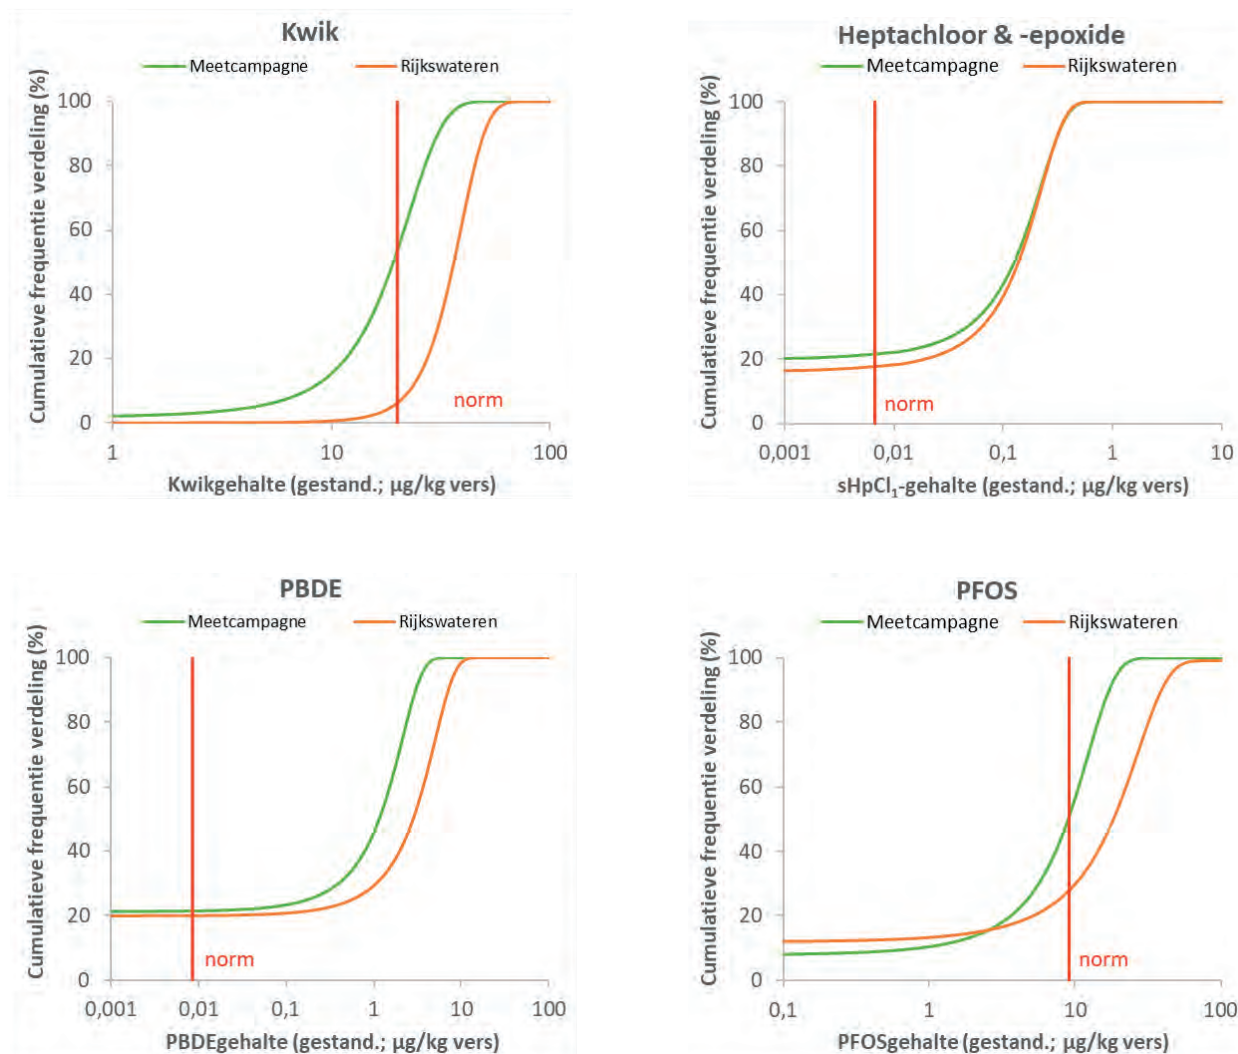 Kwik
Meetcampagne Rijkswateren
Cumulatieve frequentie verdeling (%)
100
80
60
40
20
0
norm
1 10 100
Kwikgehalte (gestand.; µg/kg vers)
Heptachloor & -epoxide
Meetcampagne Rijkswateren
Cumulatieve frequentie verdeling (%)
100
80
60
40
20
0
norm
0,001 0,01 0,1 1 10
sHpCl₁-gehalte (gestand.; µg/kg vers)
PBDE
Meetcampagne Rijkswateren
Cumulatieve frequentie verdeling (%)
100
80
60
40
20
0
norm
0,001 0,01 0,1 1 10 100
PBDEgehalte (gestand.; µg/kg vers)
PFOS
Meetcampagne Rijkswateren
Cumulatieve frequentie verdeling (%)
100
80
60
40
20
0
norm
0,1 1 10 100
PFOSgehalte (gestand.; µg/kg vers)